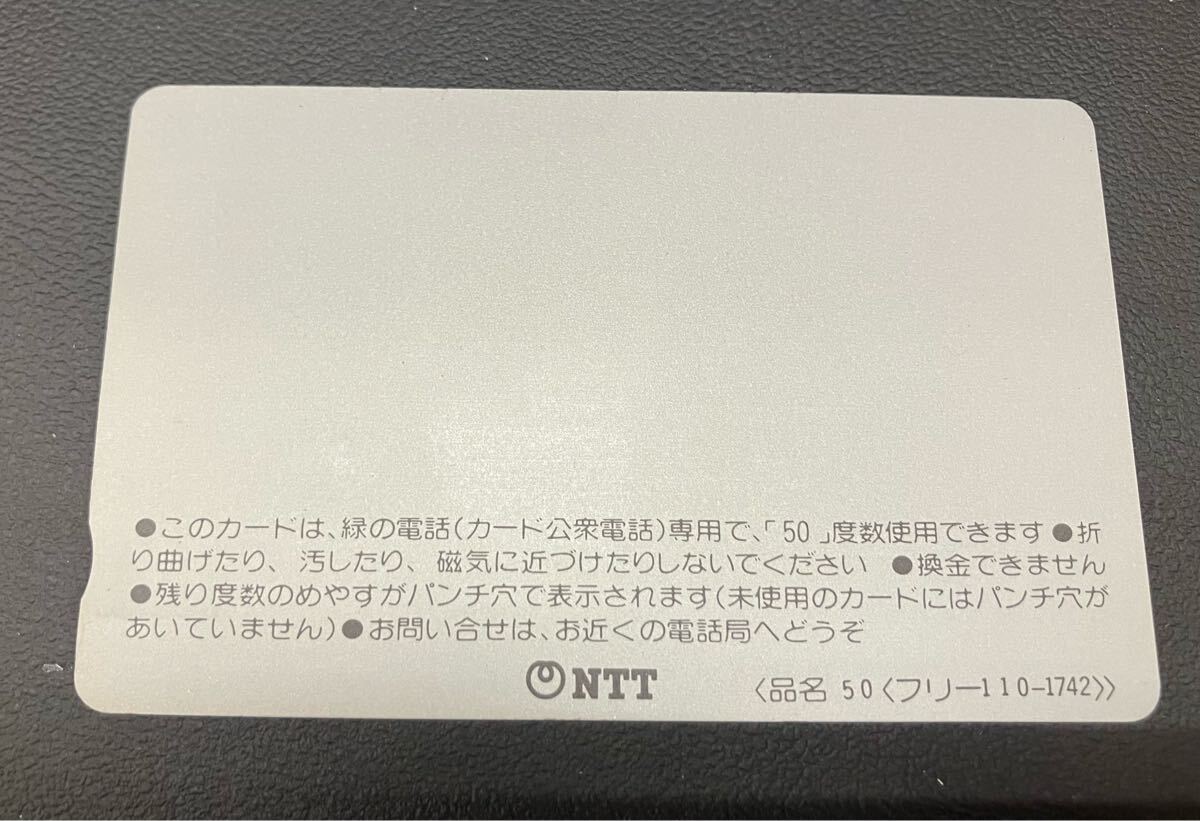 ●このカードは、緑の電話(カード公衆電話)専用で、「50」度数使用できます●折
り曲げたり、汚したり、磁気に近づけたりしないでください ●換金できません
●残り度数のめやすがパンチ穴で表示されます(未使用のカードにはパンチ穴が
あいていません)●お問い合せは、お近くの電話局へどうぞ
NTT 〈品名 50〈フリー110-1742〉〉